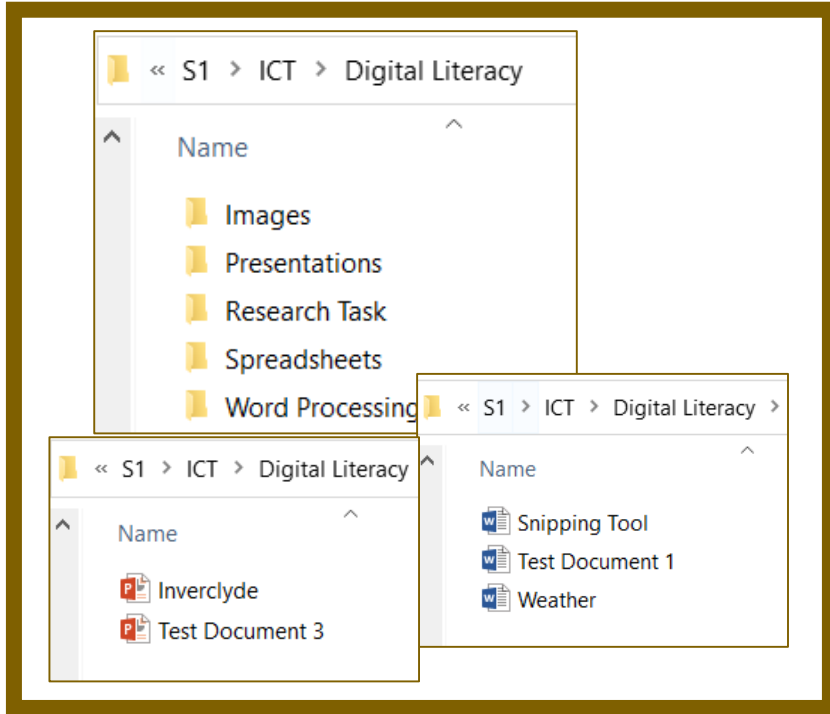 « S1 > ICT > Digital Literacy
Name
Images
Presentations
Research Task
Spreadsheets
Word Processing
« S1 > ICT > Digital Literacy
Name
Inverclyde
Test Document 3
« S1 > ICT > Digital Literacy >
Name
Snipping Tool
Test Document 1
Weather